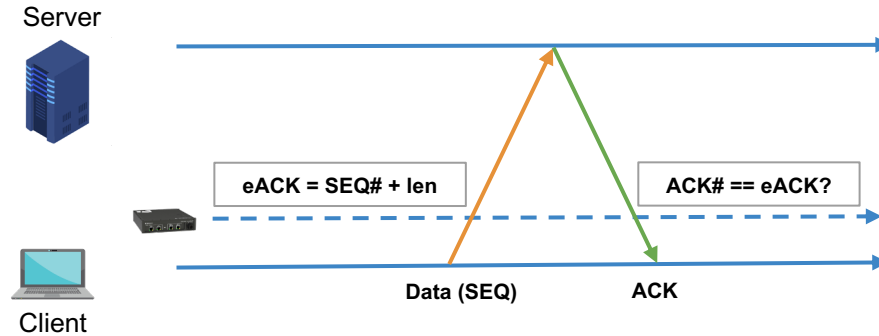 Server
eACK = SEQ# + len
ACK# == eACK?
Data (SEQ)
ACK
Client